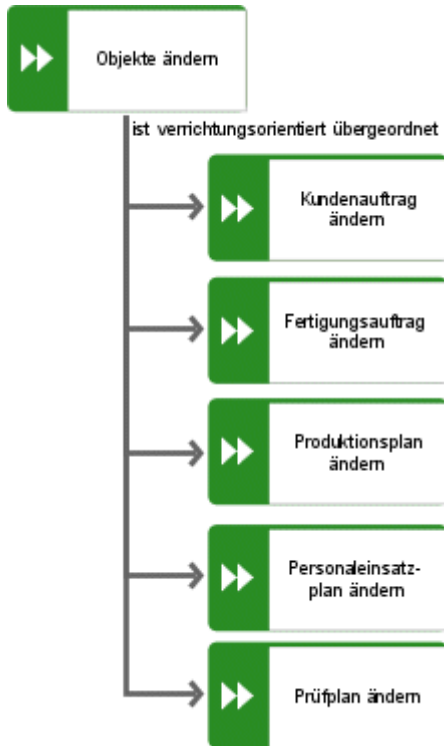 Objekte ändern
ist verrichtungsorientiert übergeordnet
Kundenauftrag
ändern
Fertigungsauftrag
ändern
Produktionsplan
ändern
Personaleinsatz-
plan ändern
Prüfplan ändern